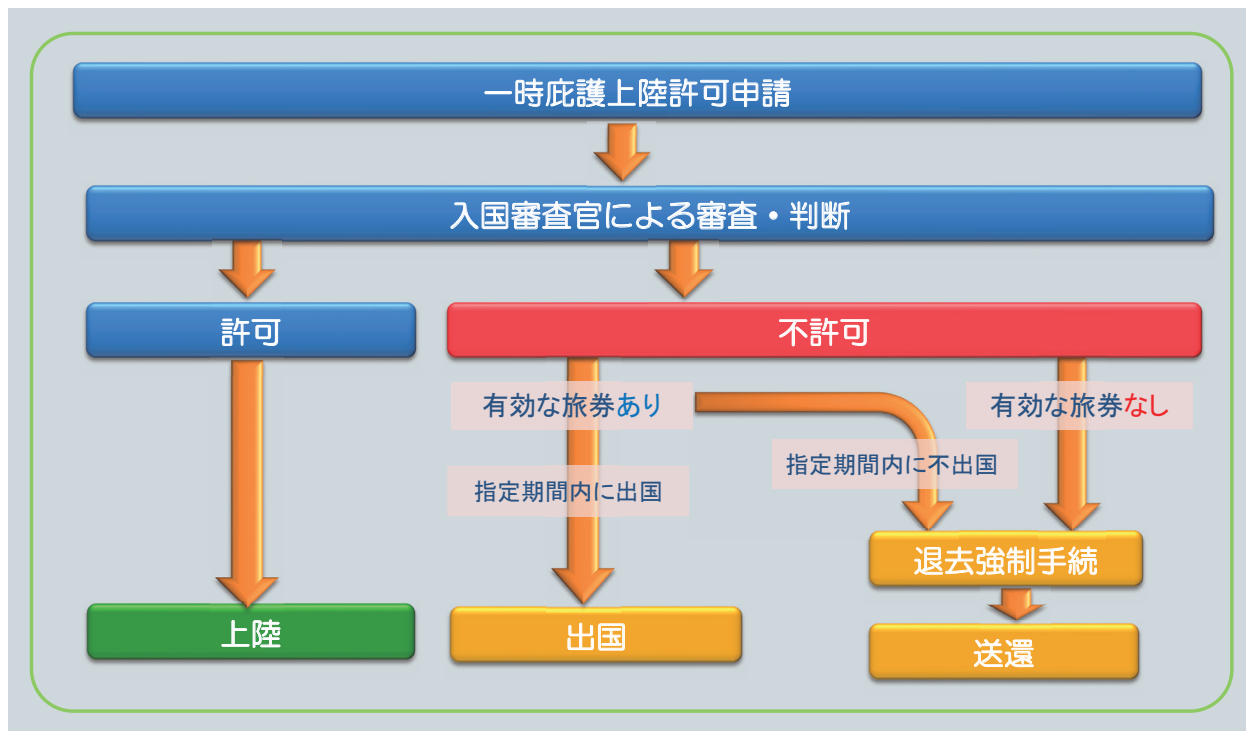 一時庇護上陸許可申請
入国審査官による審査・判断
許可
不許可
有効な旅券あり
有効な旅券なし
指定期間内に不出国
指定期間内に出国
退去強制手続
上陸
出国
送還